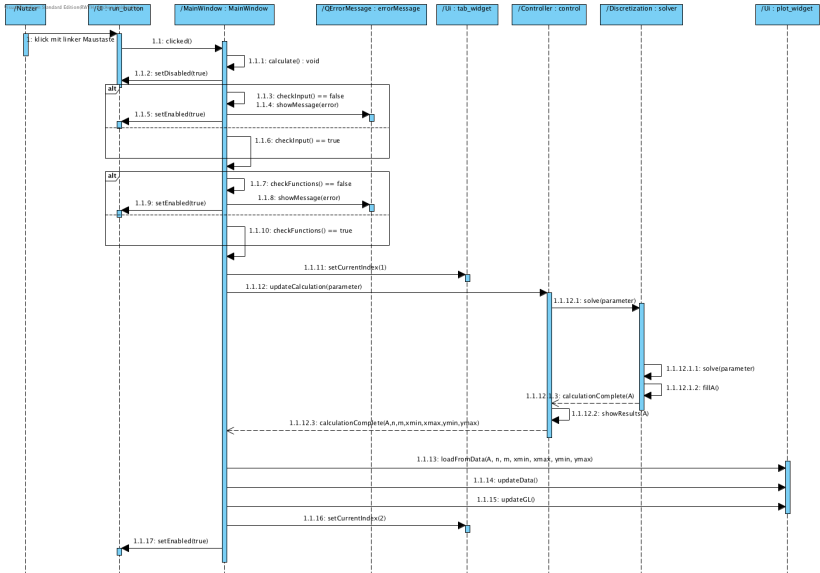 /Nutzer
/Ui : run_button
/MainWindow : MainWindow
/QErrorMessage : errorMessage
/Ui : tab_widget
/Controller : control
/Discretization : solver
/Ui : plot_widget
1: klick mit linker Maustaste
1.1: clicked()
1.1.1: calculate() : void
1.1.2: setDisabled(true)
alt
1.1.3: checkInput() == false
1.1.4: showMessage(error)
1.1.5: setEnabled(true)
1.1.6: checkInput() == true
alt
1.1.7: checkFunctions() == false
1.1.8: showMessage(error)
1.1.9: setEnabled(true)
1.1.10: checkFunctions() == true
1.1.11: setCurrentIndex(1)
1.1.12: updateCalculation(parameter)
1.1.12.1: solve(parameter)
1.1.12.1.1: solve(parameter)
1.1.12.1.2: fillA()
1.1.12.1.3: calculationComplete(A)
1.1.12.2: showResults(A)
1.1.12.3: calculationComplete(A,n,m,xmin,xmax,ymin,ymax)
1.1.13: loadFromData(A, n, m, xmin, xmax, ymin, ymax)
1.1.14: updateData()
1.1.15: updateGL()
1.1.16: setCurrentIndex(2)
1.1.17: setEnabled(true)